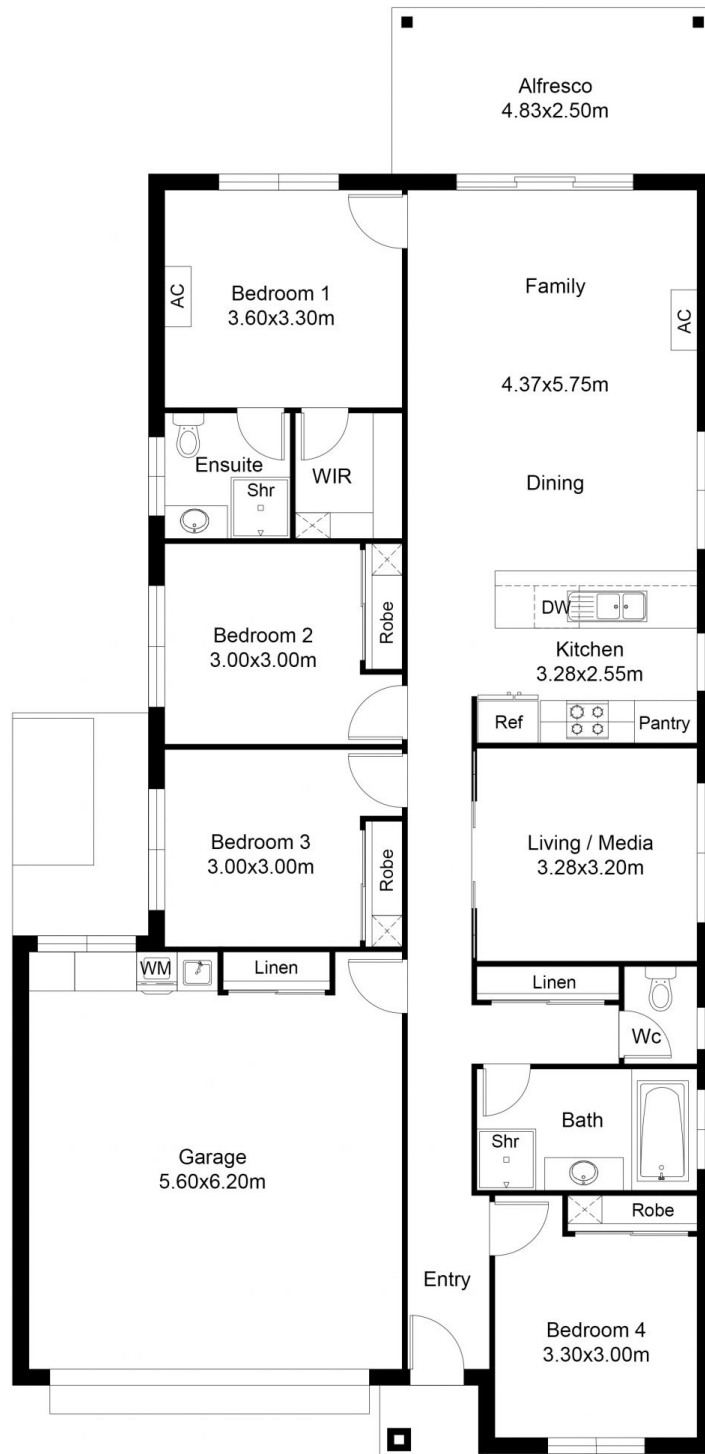 Alfresco
4.83x2.50m
Bedroom 1
3.60x3.30m
AC
Family
AC
4.37x5.75m
Ensuite
Shr
WIR
Dining
Bedroom 2
3.00x3.00m
Robe
DW
Kitchen
3.28x2.55m
Ref
Pantry
Bedroom 3
3.00x3.00m
Robe
Living / Media
3.28x3.20m
WM
Linen
Linen
Wc
Garage
5.60x6.20m
Bath
Shr
Robe
Entry
Bedroom 4
3.30x3.00m